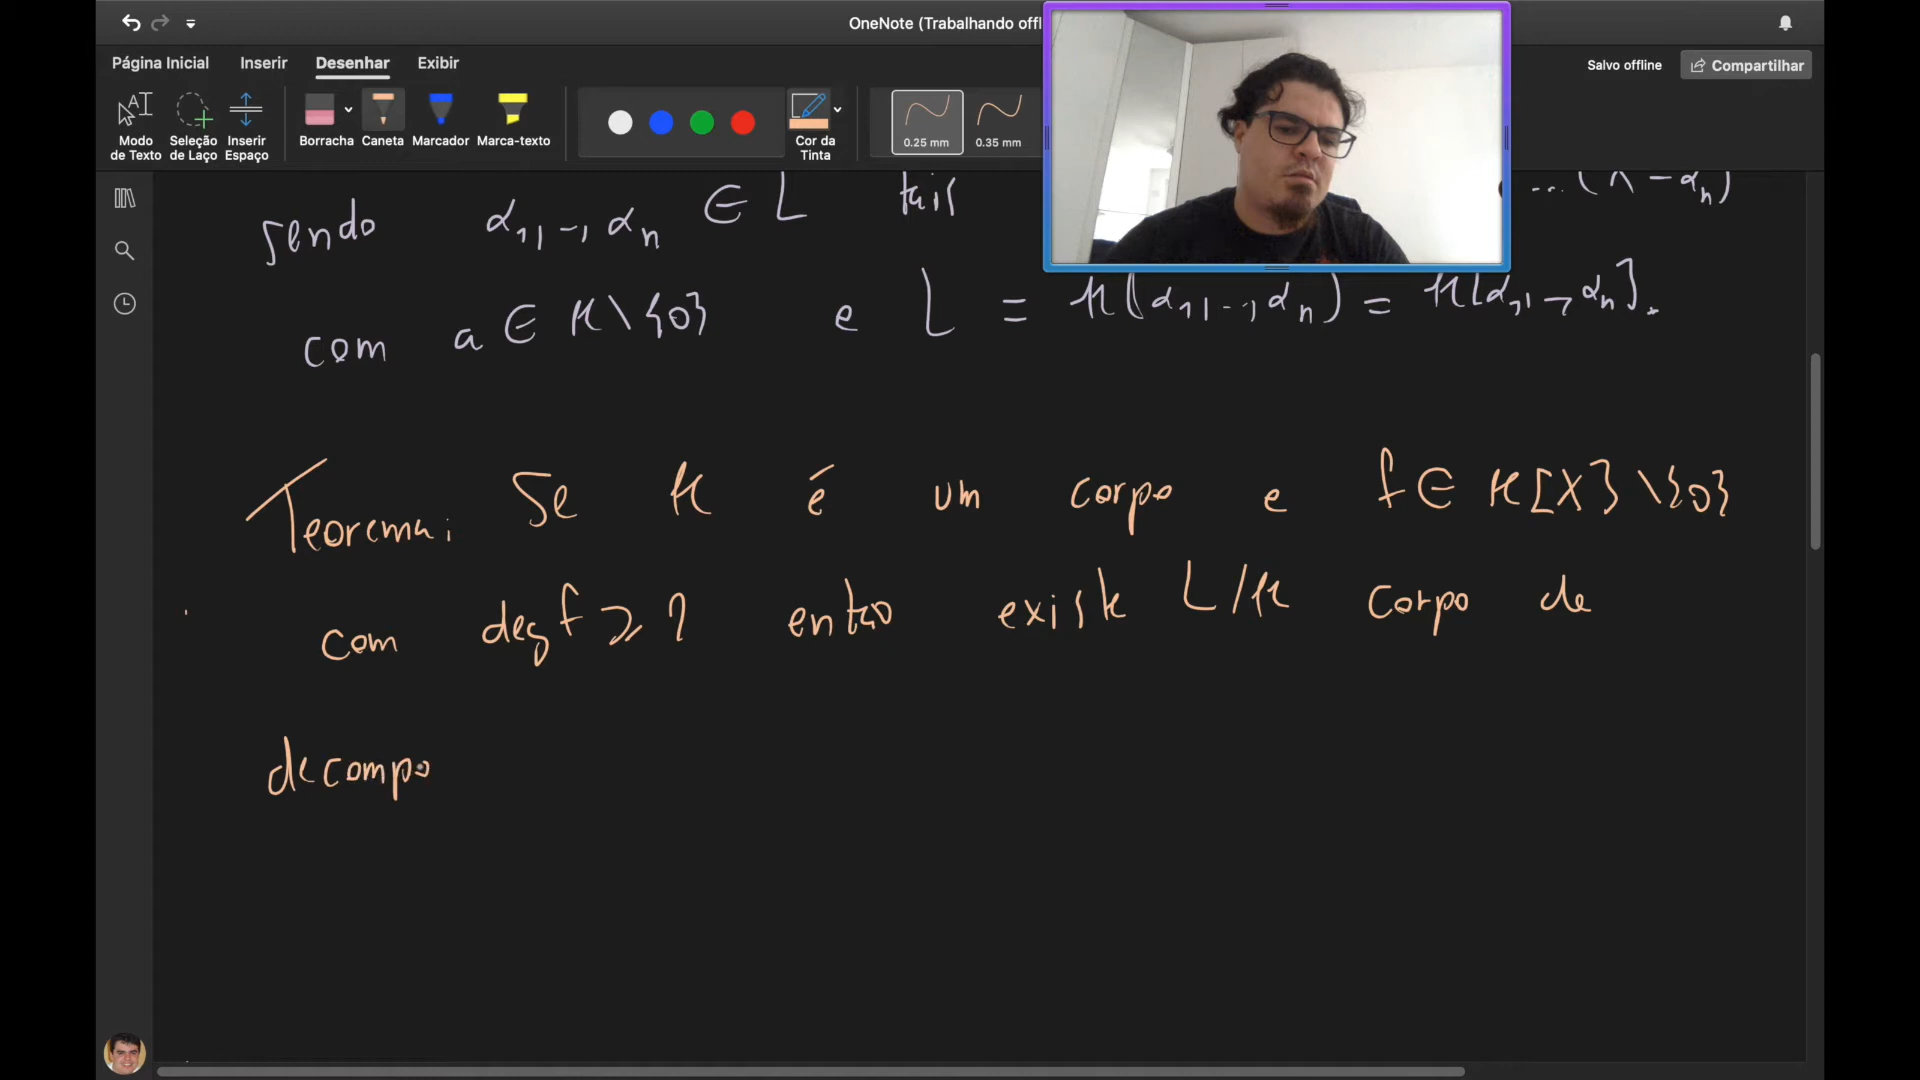 OneNote (Trabalhando offl
Página Inicial Inserir Desenhar Exibir
Salvo offline Compartilhar
Modo de Texto Seleção de Laço Inserir Espaço Borracha Caneta Marcador Marca-texto Cor da Tinta 0.25 mm 0.35 mm
sendo α₁,..,αₙ ∈ L tais ...(X - αₙ)
com a ∈ K\{0} e L = K(α₁,..,αₙ) = K[α₁,..,αₙ].
Teorema: Se K é um corpo e f ∈ K[X]\{0}
com deg f ≥ 1 então existe L/K corpo de
decompo